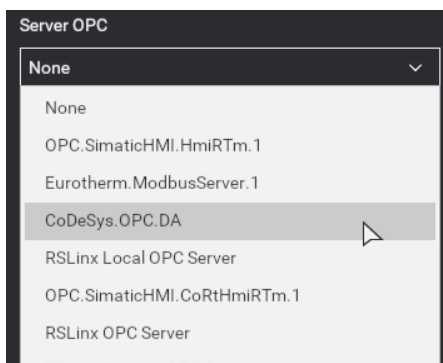 Server OPC
None
None
OPC.SimaticHMI.HmiRTm.1
Eurotherm.ModbusServer.1
CoDeSys.OPC.DA
RSLinx Local OPC Server
OPC.SimaticHMI.CoRtHmiRTm.1
RSLinx OPC Server